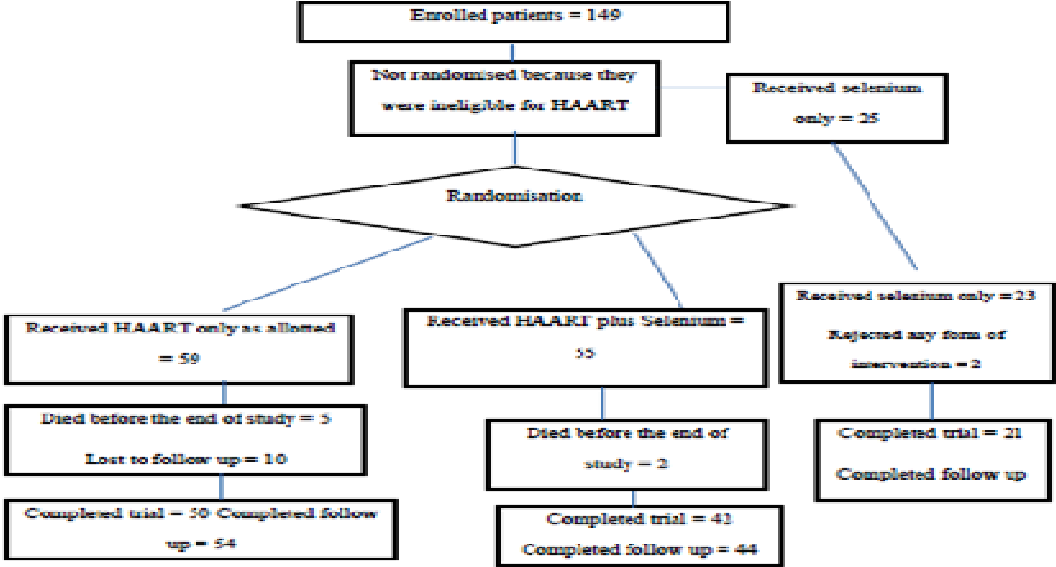 Enrolled patients = 149
Not randomised because they
were ineligible for HAART
Received selenium
only = 25
Randomisation
Received selenium only = 23
Rejected any form of
intervention = 2
Received HAART only as allotted
= 59
Received HAART plus Selenium =
55
Died before the end of study = 5
Lost to follow up = 10
Died before the end of
study = 2
Completed trial = 21
Completed follow up
Completed trial = 50 Completed follow
up = 54
Completed trial =
Completed follow up = 44